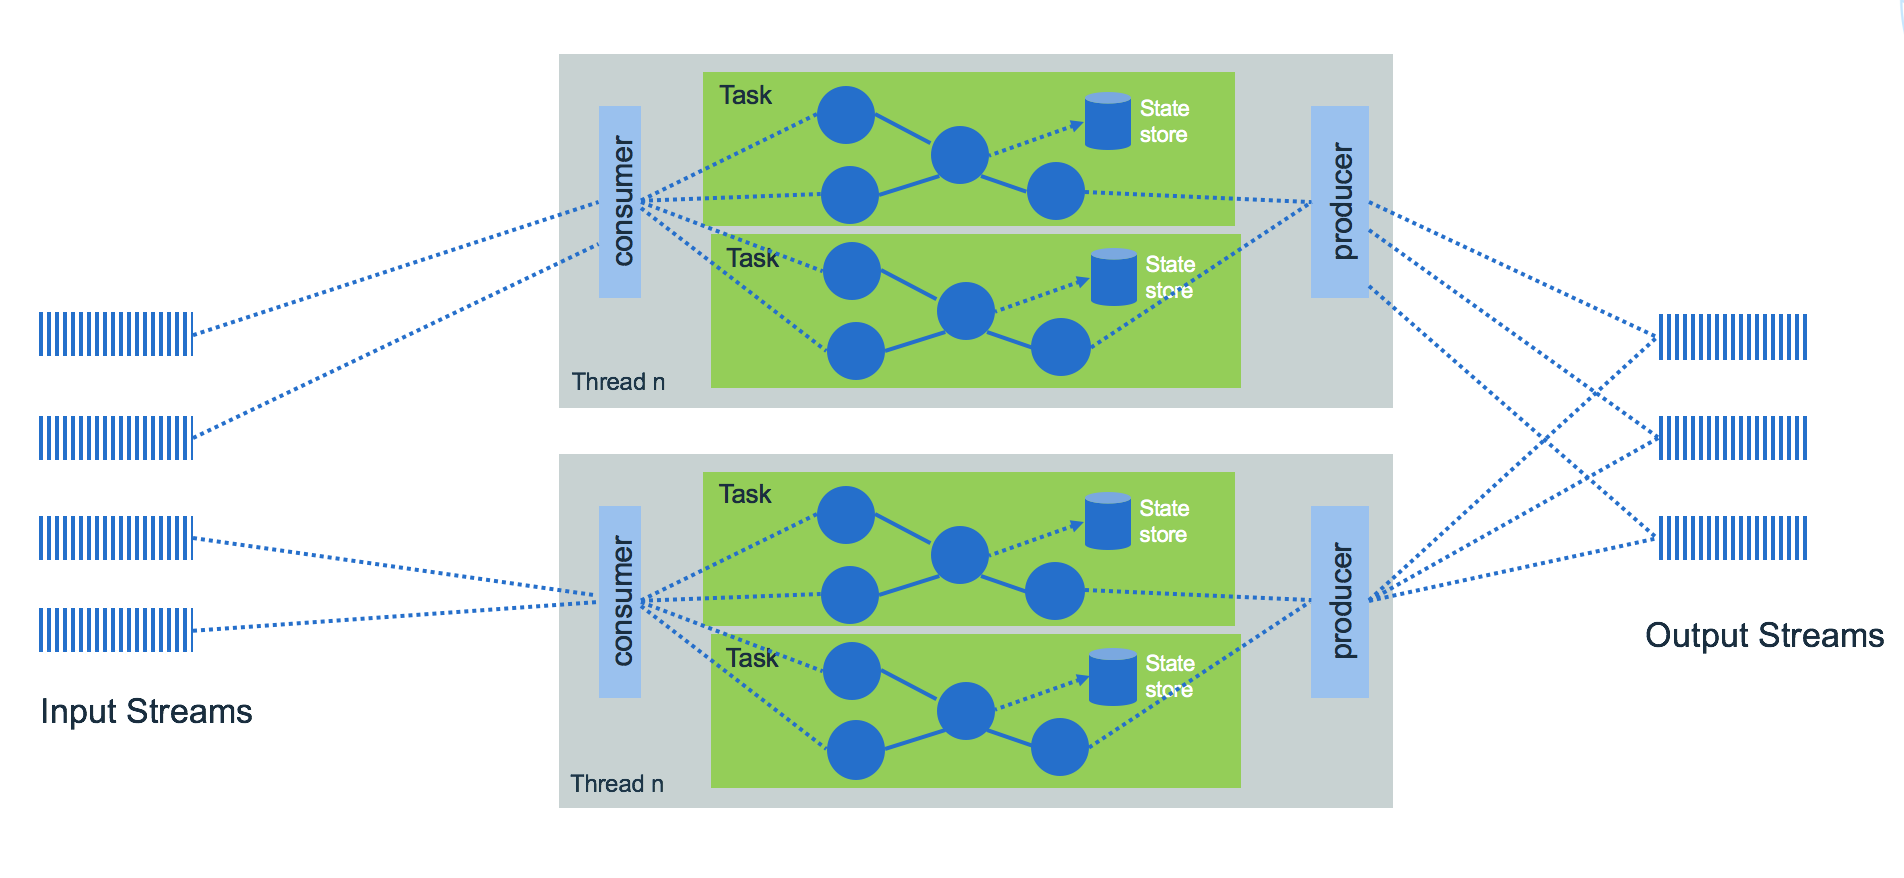 Task
State
store
consumer
producer
Task
State
store
Thread n
Task
State
store
consumer
producer
Task
State
store
Thread n
Input Streams
Output Streams